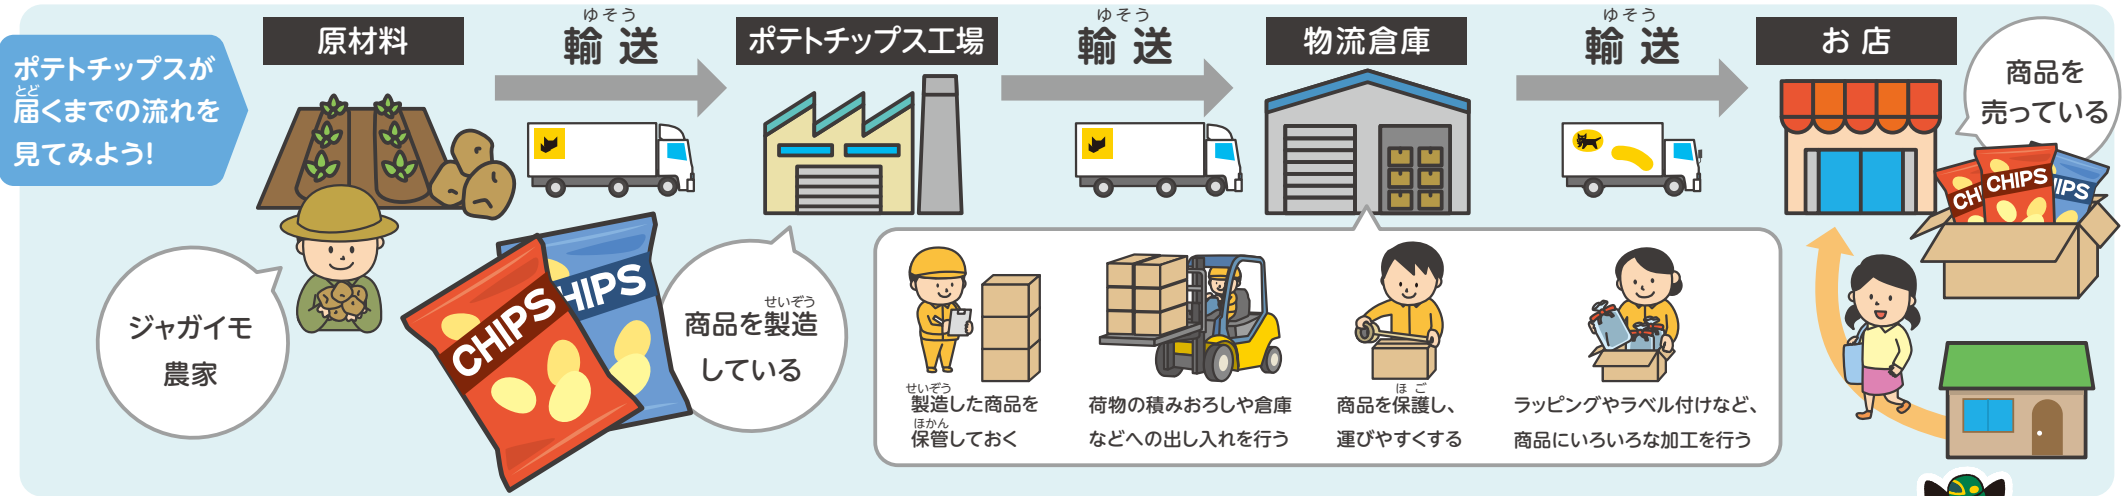 ポテトチップスが
とど
届くまでの流れを
見てみよう!
原材料
ゆそう
輸送
ポテトチップス工場
ゆそう
輸送
物流倉庫
ゆそう
輸送
お店
商品を
売っている
ジャガイモ
農家
CHIPS
HIPS
せいぞう
商品を製造
している
せいぞう
製造した商品を
ほかん
保管しておく
荷物の積みおろしや倉庫
などへの出し入れを行う
ほご
商品を保護し、
運びやすくする
ラッピングやラベル付けなど、
商品にいろいろな加工を行う
CHI
CHIPS
IPS